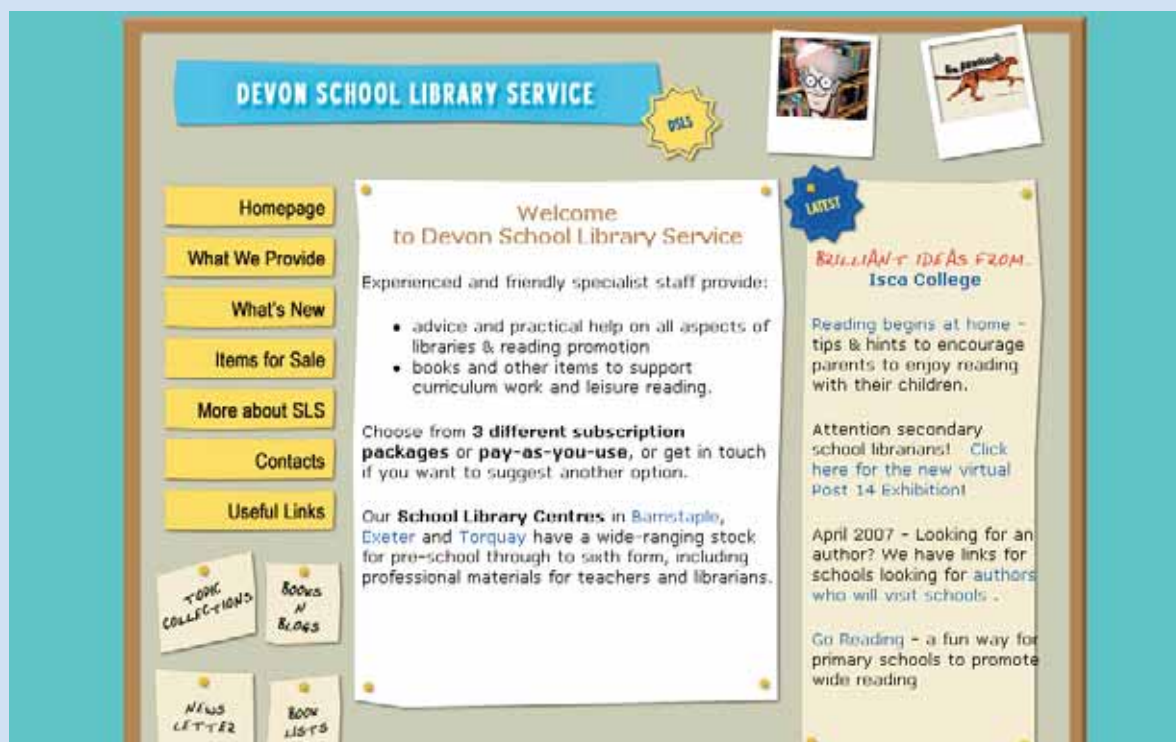 DEVON SCHOOL LIBRARY SERVICE
DSLS
Homepage
What We Provide
What's New
Items for Sale
More about SLS
Contacts
Useful Links
TOPIC
COLLECTIONS
BOOKS
N
BLOGS
NEWS
LETTER
BOOK
LISTS
Welcome
to Devon School Library Service
Experienced and friendly specialist staff provide:
• advice and practical help on all aspects of
libraries & reading promotion
• books and other items to support
curriculum work and leisure reading.
Choose from 3 different subscription
packages or pay-as-you-use, or get in touch
if you want to suggest another option.
Our School Library Centres in Barnstaple,
Exeter and Torquay have a wide-ranging stock
for pre-school through to sixth form, including
professional materials for teachers and librarians.
LATEST
BRILLIANT IDEAS FROM
Isca College
Reading begins at home -
tips & hints to encourage
parents to enjoy reading
with their children.
Attention secondary
school librarians! Click
here for the new virtual
Post 14 Exhibition!
April 2007 - Looking for an
author? We have links for
schools looking for authors
who will visit schools .
Go Reading - a fun way for
primary schools to promote
wide reading